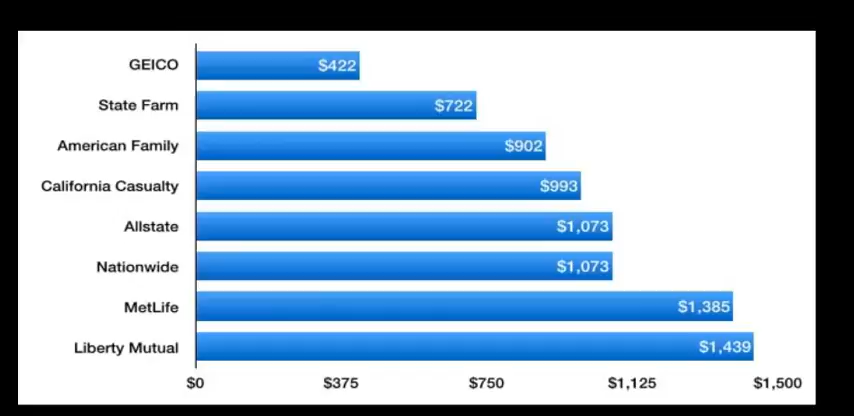 GEICO $422
State Farm $722
American Family $902
California Casualty $993
Allstate $1,073
Nationwide $1,073
MetLife $1,385
Liberty Mutual $1,439
$0 $375 $750 $1,125 $1,500